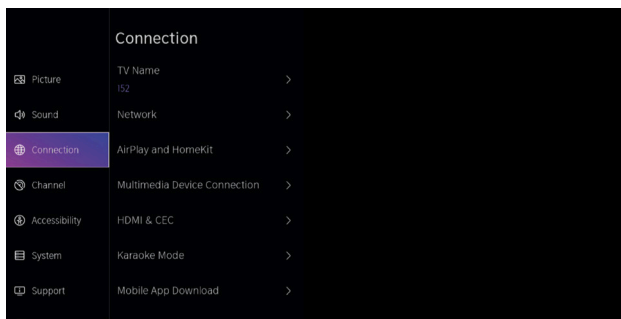 Connection
Picture
Sound
Connection
Channel
Accessibility
System
Support
TV Name
152
Network
AirPlay and HomeKit
Multimedia Device Connection
HDMI & CEC
Karaoke Mode
Mobile App Download